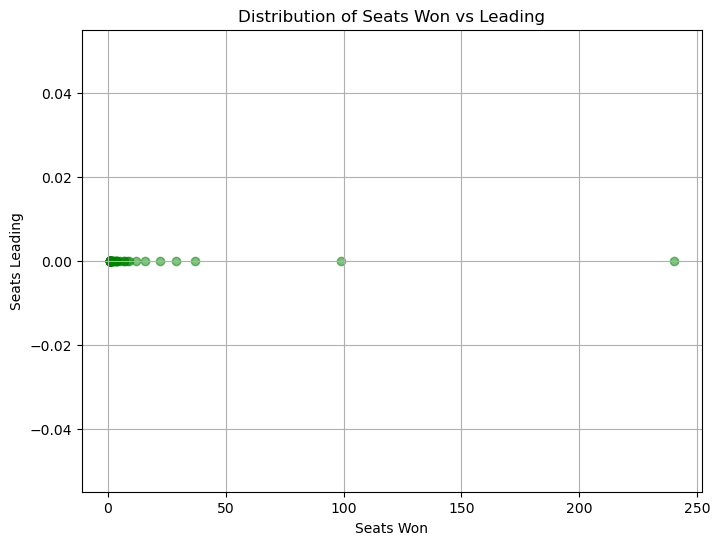 Distribution of Seats Won vs Leading
Seats Leading
0.04
0.02
0.00
−0.02
−0.04
0 50 100 150 200 250
Seats Won